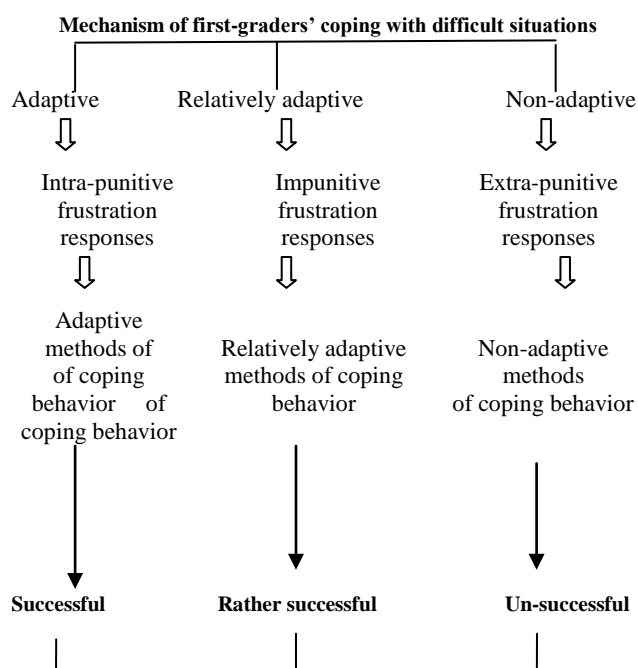 Mechanism of first-graders' coping with difficult situations
Adaptive
Relatively adaptive
Non-adaptive
Intra-punitive
frustration
responses
Impunitive
frustration
responses
Extra-punitive
frustration
responses
Adaptive
methods of
of coping
behavior of
coping behavior
Relatively adaptive
methods of coping
behavior
Non-adaptive
methods
of coping behavior
Successful
Rather successful
Un-successful